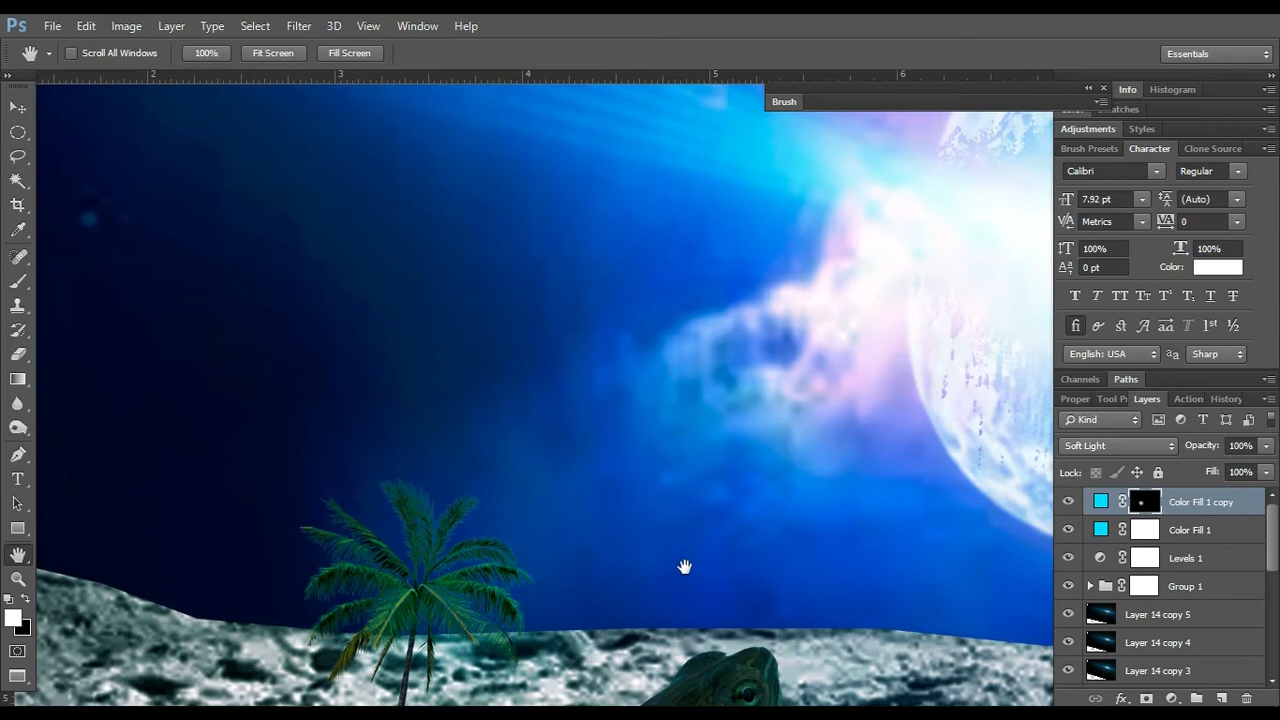 Ps File Edit Image Layer Type Select Filter 3D View Window Help
Scroll All Windows 100% Fit Screen Fill Screen Essentials
2 3 4 5 6
Brush Info Histogram
Adjustments Styles
Brush Presets Character Clone Source
Calibri Regular
7.92 pt (Auto)
Metrics 0
100% 100%
0 pt Color:
English: USA Sharp
Channels Paths
Proper Tool Pr Layers Action History
Kind
Soft Light Opacity: 100%
Lock: Fill: 100%
Color Fill 1 copy
Color Fill 1
Levels 1
Group 1
Layer 14 copy 5
Layer 14 copy 4
Layer 14 copy 3